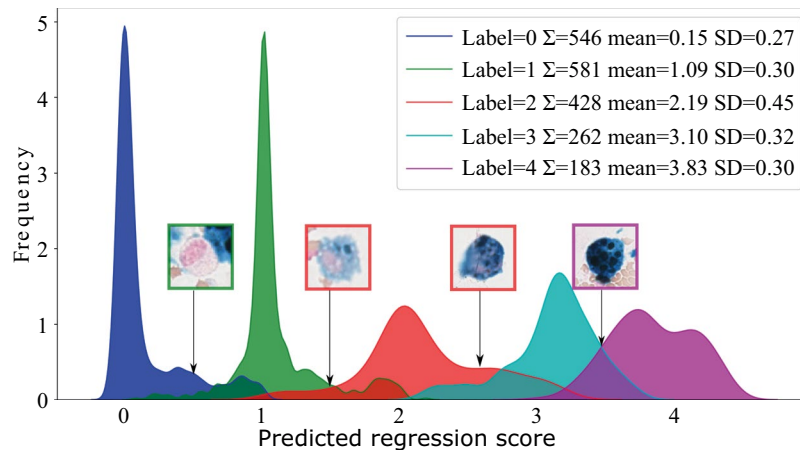 5
4
3
2
1
0
Frequency
Label=0 Σ=546 mean=0.15 SD=0.27
Label=1 Σ=581 mean=1.09 SD=0.30
Label=2 Σ=428 mean=2.19 SD=0.45
Label=3 Σ=262 mean=3.10 SD=0.32
Label=4 Σ=183 mean=3.83 SD=0.30
0 1 2 3 4
Predicted regression score